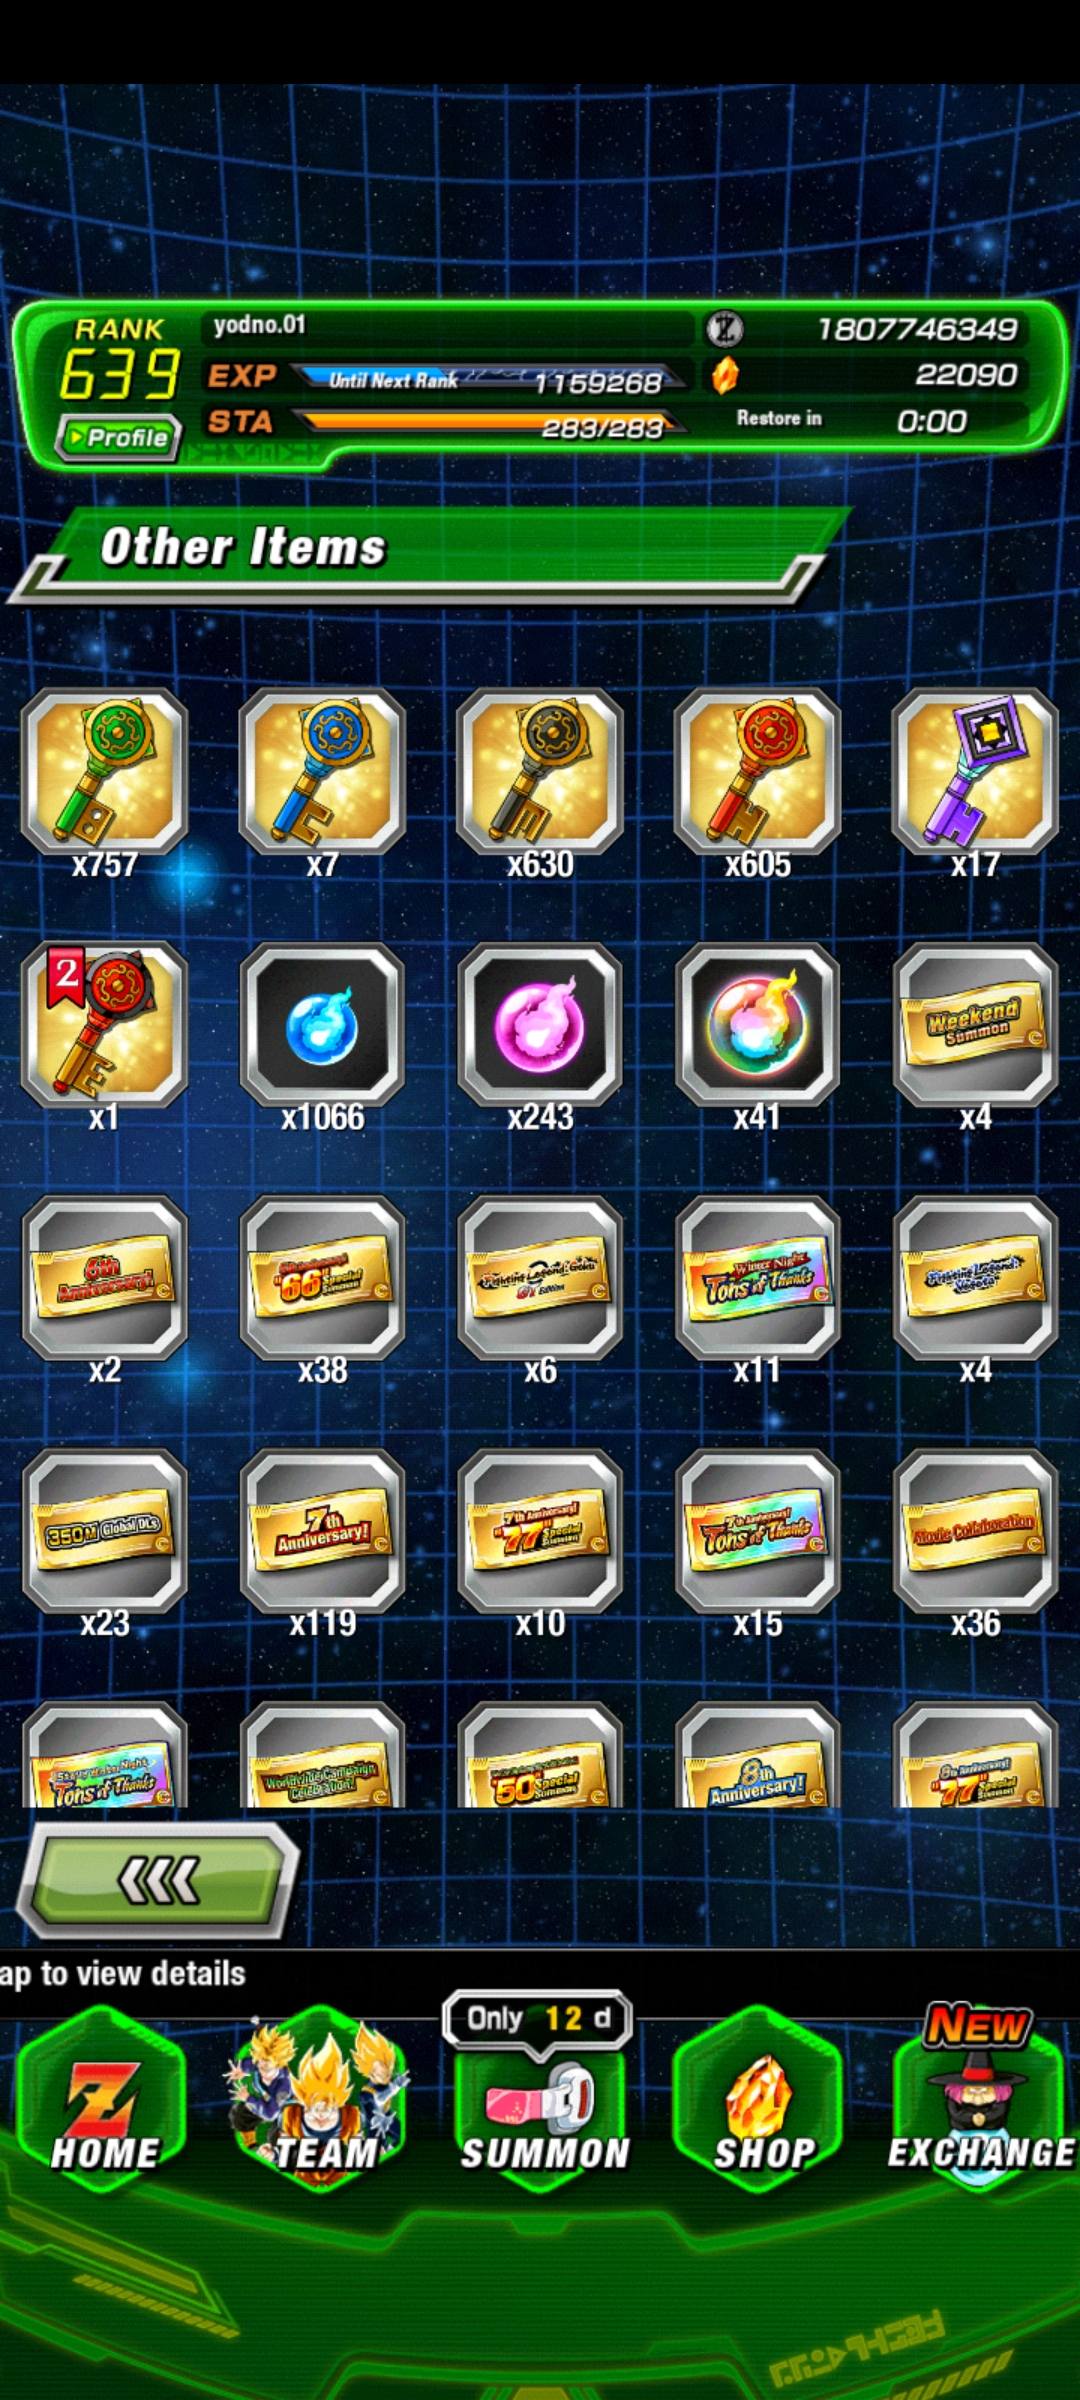 RANK
639
yodno.01
1807746349
EXP
Until Next Rank
1159268
22090
Profile
STA
283/283
Restore in
0:00
Other Items
x757
x7
x630
x605
x17
2
x1
x1066
x243
x41
Weekend
Summon
x4
6th
Anniversary!
x2
"66" Special
Summon
x38
Fighting Legend: Goku
GT Edition
x6
Winter Night
Tons of Thanks
x11
Fighting Legend:
Vegeta
x4
350M Global DLs
x23
7th
Anniversary!
x119
7th Anniversary!
"77" Special
Summon
x10
7th Anniversary!
Tons of Thanks
x15
Movie Collaboration
x36
Tons of Thanks
Worldwide Campaign
Celebration!
"50" Special
Summon
8th
Anniversary!
8th Anniversary!
"77" Special
Summon
ap to view details
Only 12 d
NEW
HOME
TEAM
SUMMON
SHOP
EXCHANGE